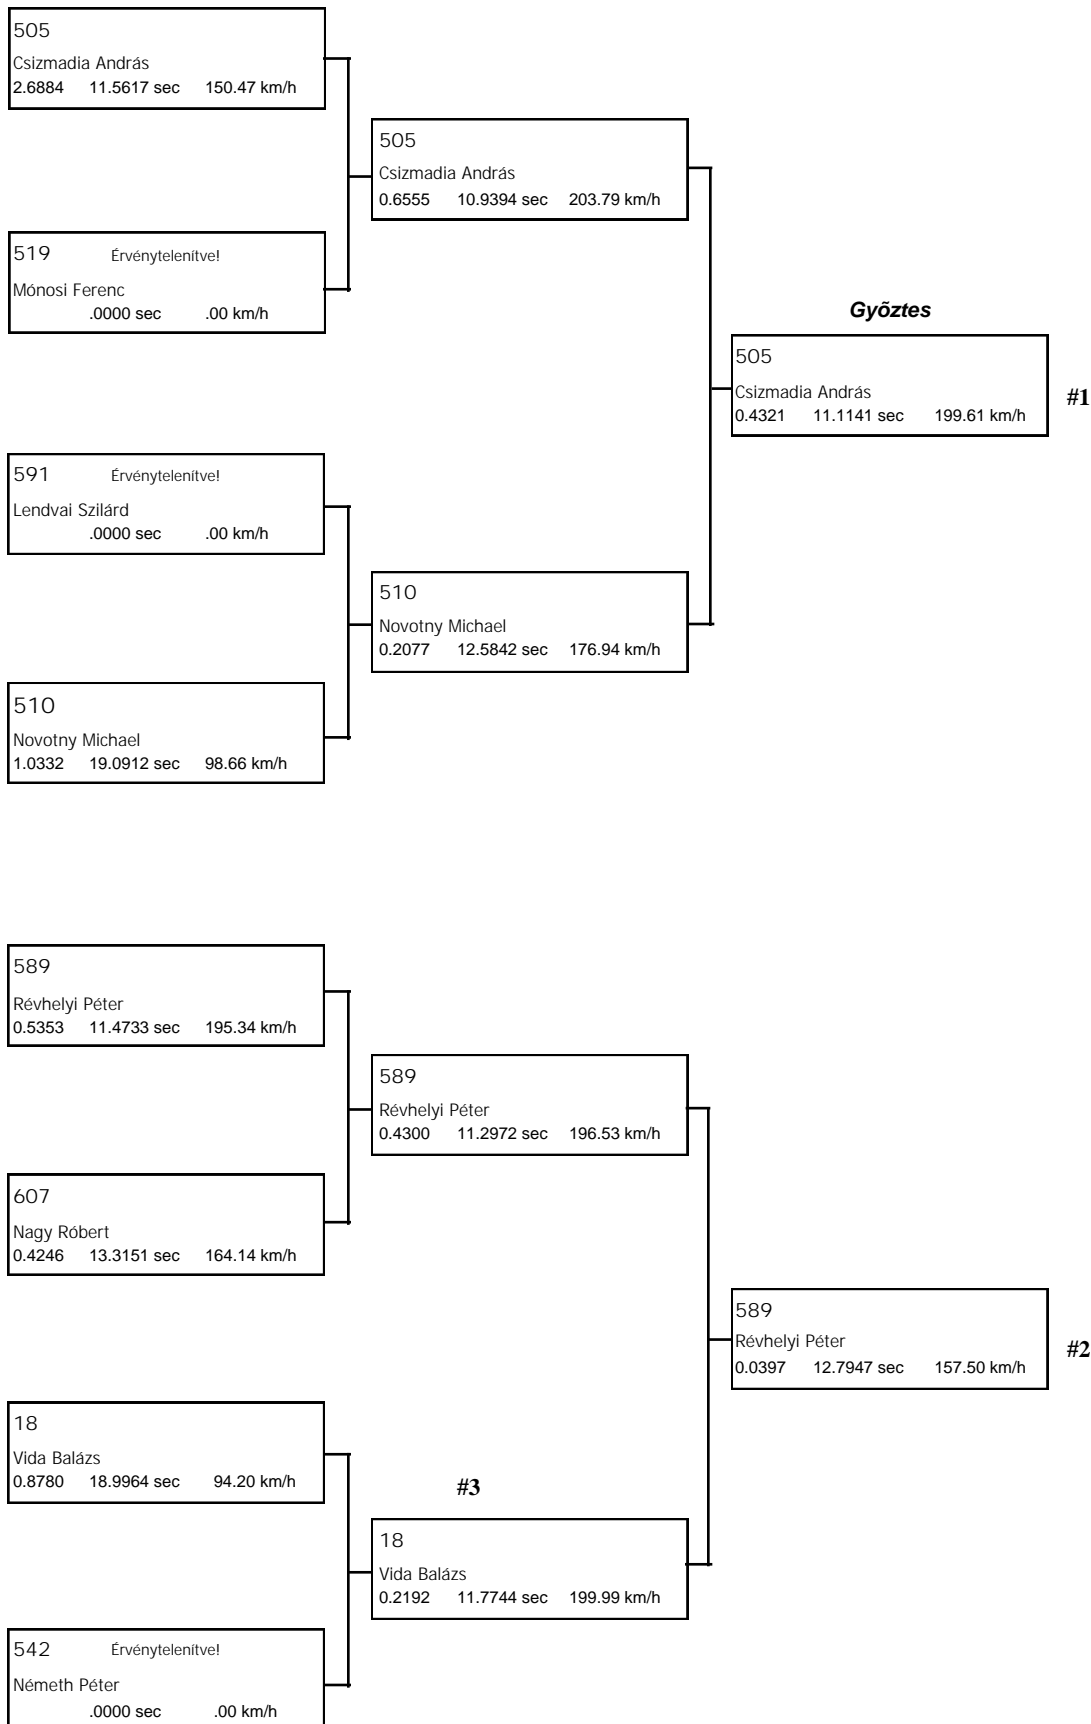 505
Csizmadia András
2.6884 11.5617 sec 150.47 km/h
505
Csizmadia András
0.6555 10.9394 sec 203.79 km/h
519 Érvénytelenítve!
Mónosi Ferenc
.0000 sec .00 km/h
Gyõztes
505
Csizmadia András
0.4321 11.1141 sec 199.61 km/h
#1
591 Érvénytelenítve!
Lendvai Szilárd
.0000 sec .00 km/h
510
Novotny Michael
0.2077 12.5842 sec 176.94 km/h
510
Novotny Michael
1.0332 19.0912 sec 98.66 km/h
589
Révhelyi Péter
0.5353 11.4733 sec 195.34 km/h
589
Révhelyi Péter
0.4300 11.2972 sec 196.53 km/h
607
Nagy Róbert
0.4246 13.3151 sec 164.14 km/h
589
Révhelyi Péter
0.0397 12.7947 sec 157.50 km/h
#2
18
Vida Balázs
0.8780 18.9964 sec 94.20 km/h
#3
18
Vida Balázs
0.2192 11.7744 sec 199.99 km/h
542 Érvénytelenítve!
Németh Péter
.0000 sec .00 km/h